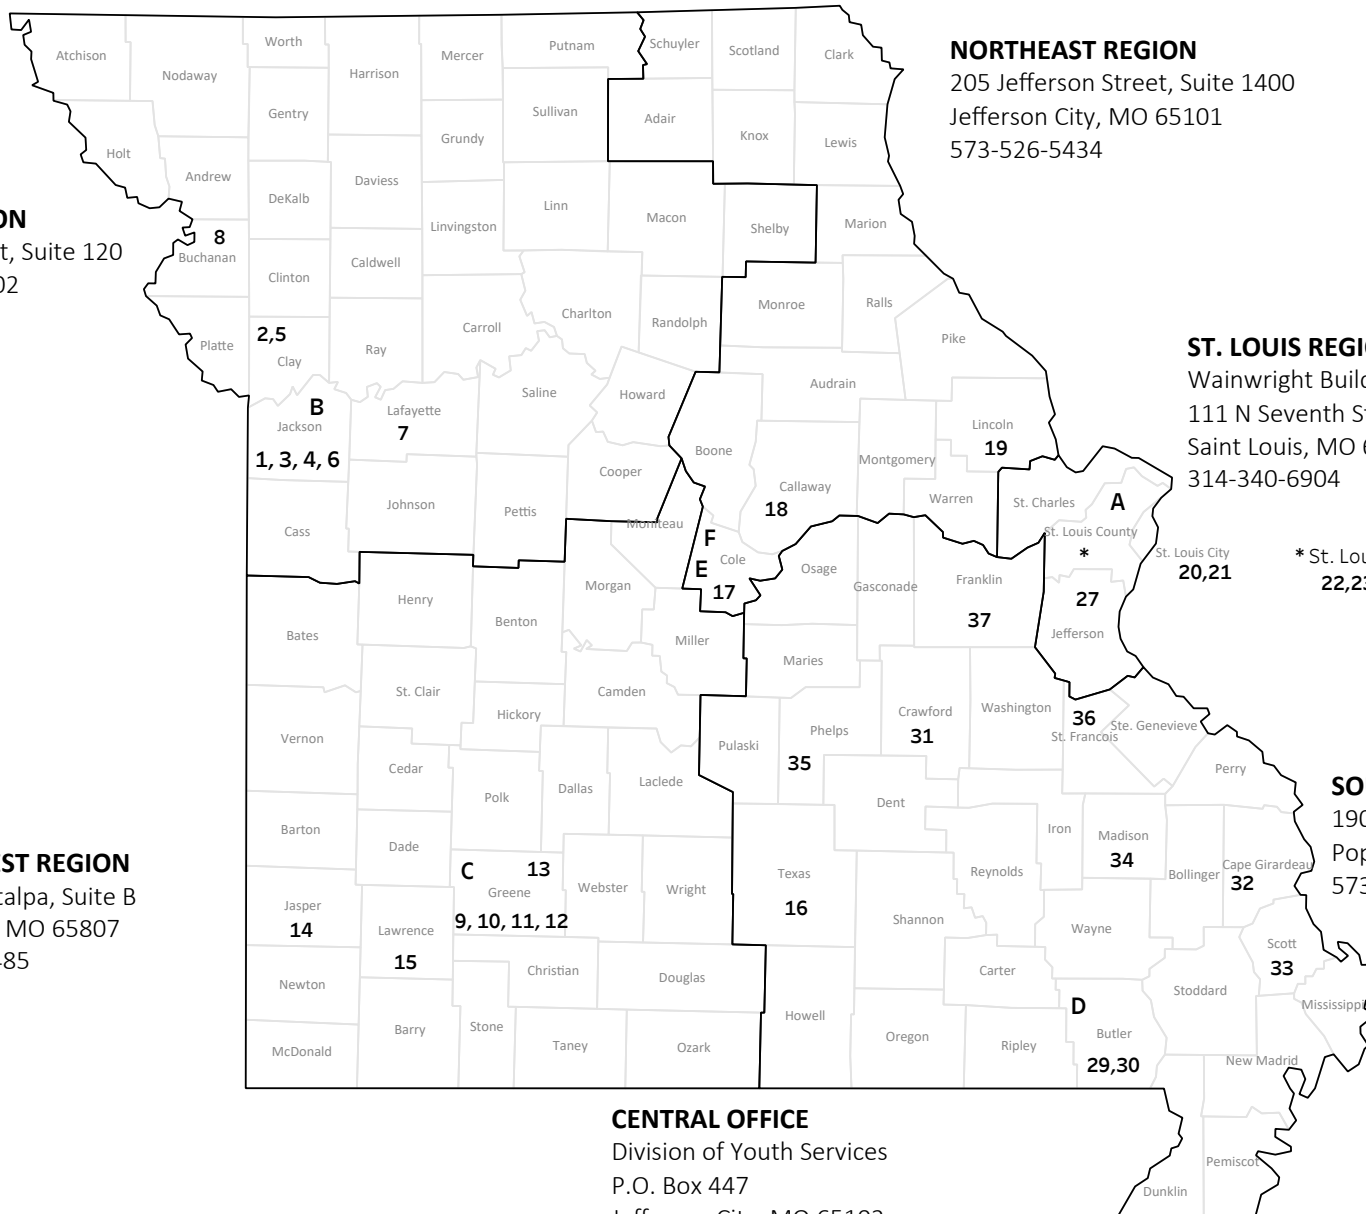 Atchison
Nodaway
Worth
Harrison
Mercer
Putnam
Schuyler
Scotland
Clark
NORTHEAST REGION
205 Jefferson Street, Suite 1400
Jefferson City, MO 65101
573-526-5434
Gentry
Sullivan
Adair
Knox
Lewis
Holt
Grundy
Andrew
DeKalb
Daviess
Linvingston
Linn
Macon
Shelby
Marion
ON
t, Suite 120
02
8
Buchanan
Clinton
Caldwell
Charlton
Randolph
Monroe
Ralls
Pike
2,5
Platte
Clay
Ray
Carroll
ST. LOUIS REGI
Wainwright Build
111 N Seventh St
Saint Louis, MO 6
314-340-6904
Saline
Howard
Audrain
B
Jackson
1, 3, 4, 6
Lafayette
7
Lincoln
19
Boone
Montgomery
Cooper
Callaway
18
Warren
St. Charles
A
Johnson
Pettis
Cass
Moniteau
St. Louis County
*
St. Louis City
20,21
* St. Lou
22,23
F
Cole
E
17
Osage
Gasconade
Franklin
37
27
Jefferson
Henry
Morgan
Benton
Bates
Miller
Maries
St. Clair
Camden
Hickory
Crawford
31
Washington
36
St. Francois
Ste. Genevieve
Vernon
Pulaski
Phelps
35
Cedar
Polk
Dallas
Laclede
Perry
Dent
SO
190
Pop
573
Barton
Dade
Iron
Madison
34
EST REGION
talpa, Suite B
MO 65807
485
C
13
Greene
9, 10, 11, 12
Webster
Wright
Texas
16
Reynolds
Bollinger
Cape Girardeau
32
Jasper
14
Lawrence
15
Shannon
Wayne
Scott
33
Newton
Christian
Douglas
Carter
Stoddard
Mississippi
Howell
D
Butler
29,30
McDonald
Barry
Stone
Taney
Ozark
Oregon
Ripley
New Madrid
CENTRAL OFFICE
Division of Youth Services
P.O. Box 447
Jefferson City, MO 65102
Pemiscot
Dunklin